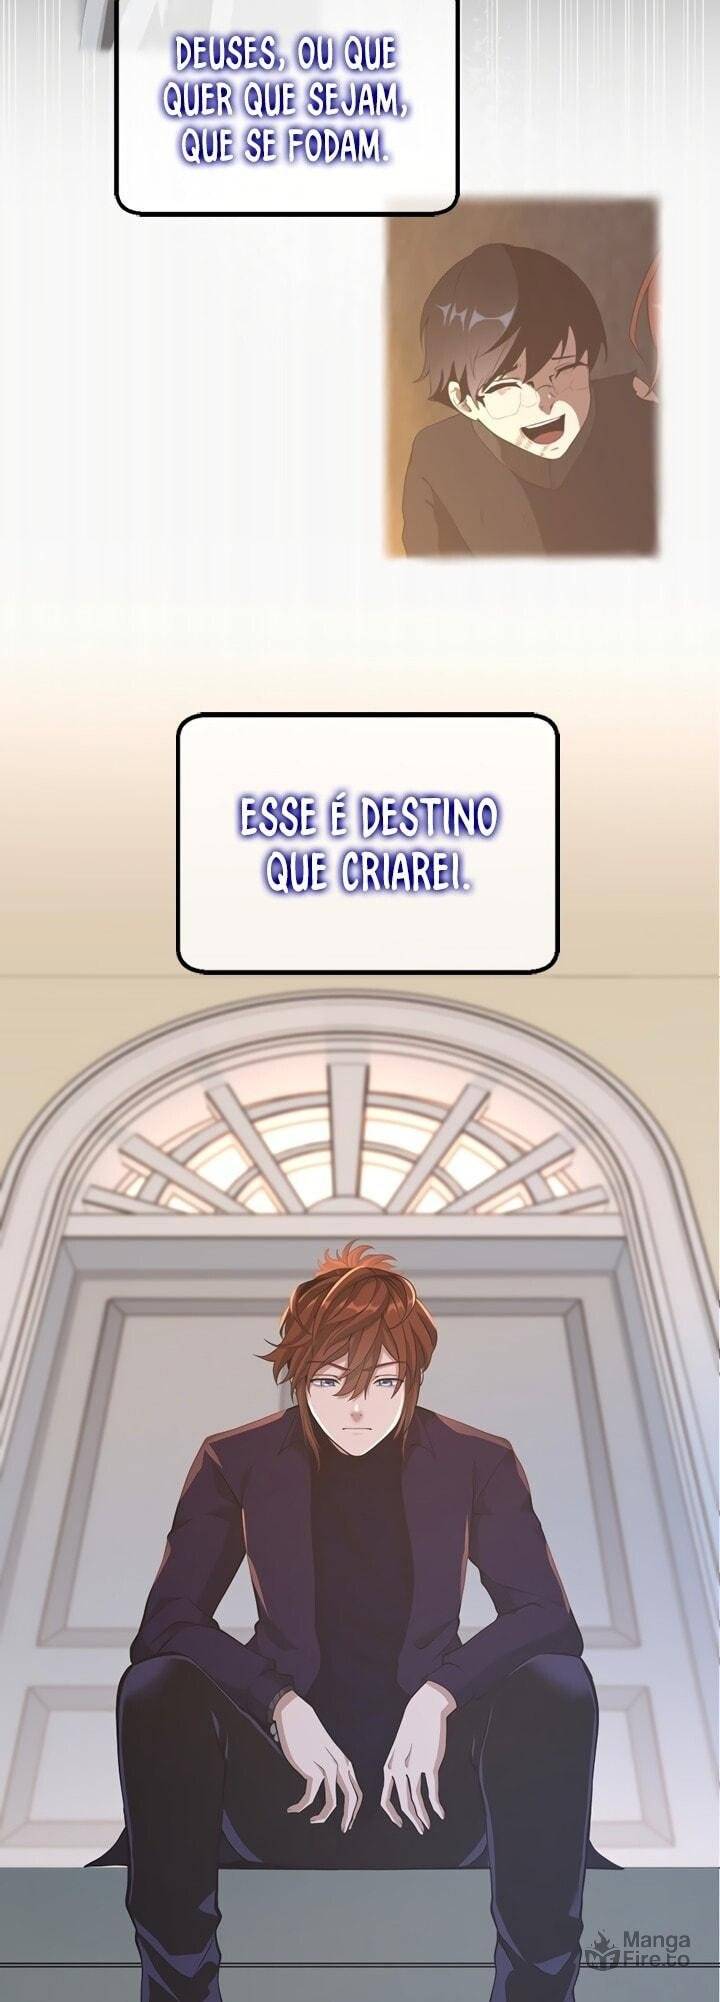 DEUSES, OU QUE
QUER QUE SEJAM,
QUE SE FODAM.
ESSE É DESTINO
QUE CRIAREI.
Manga
Fire.to